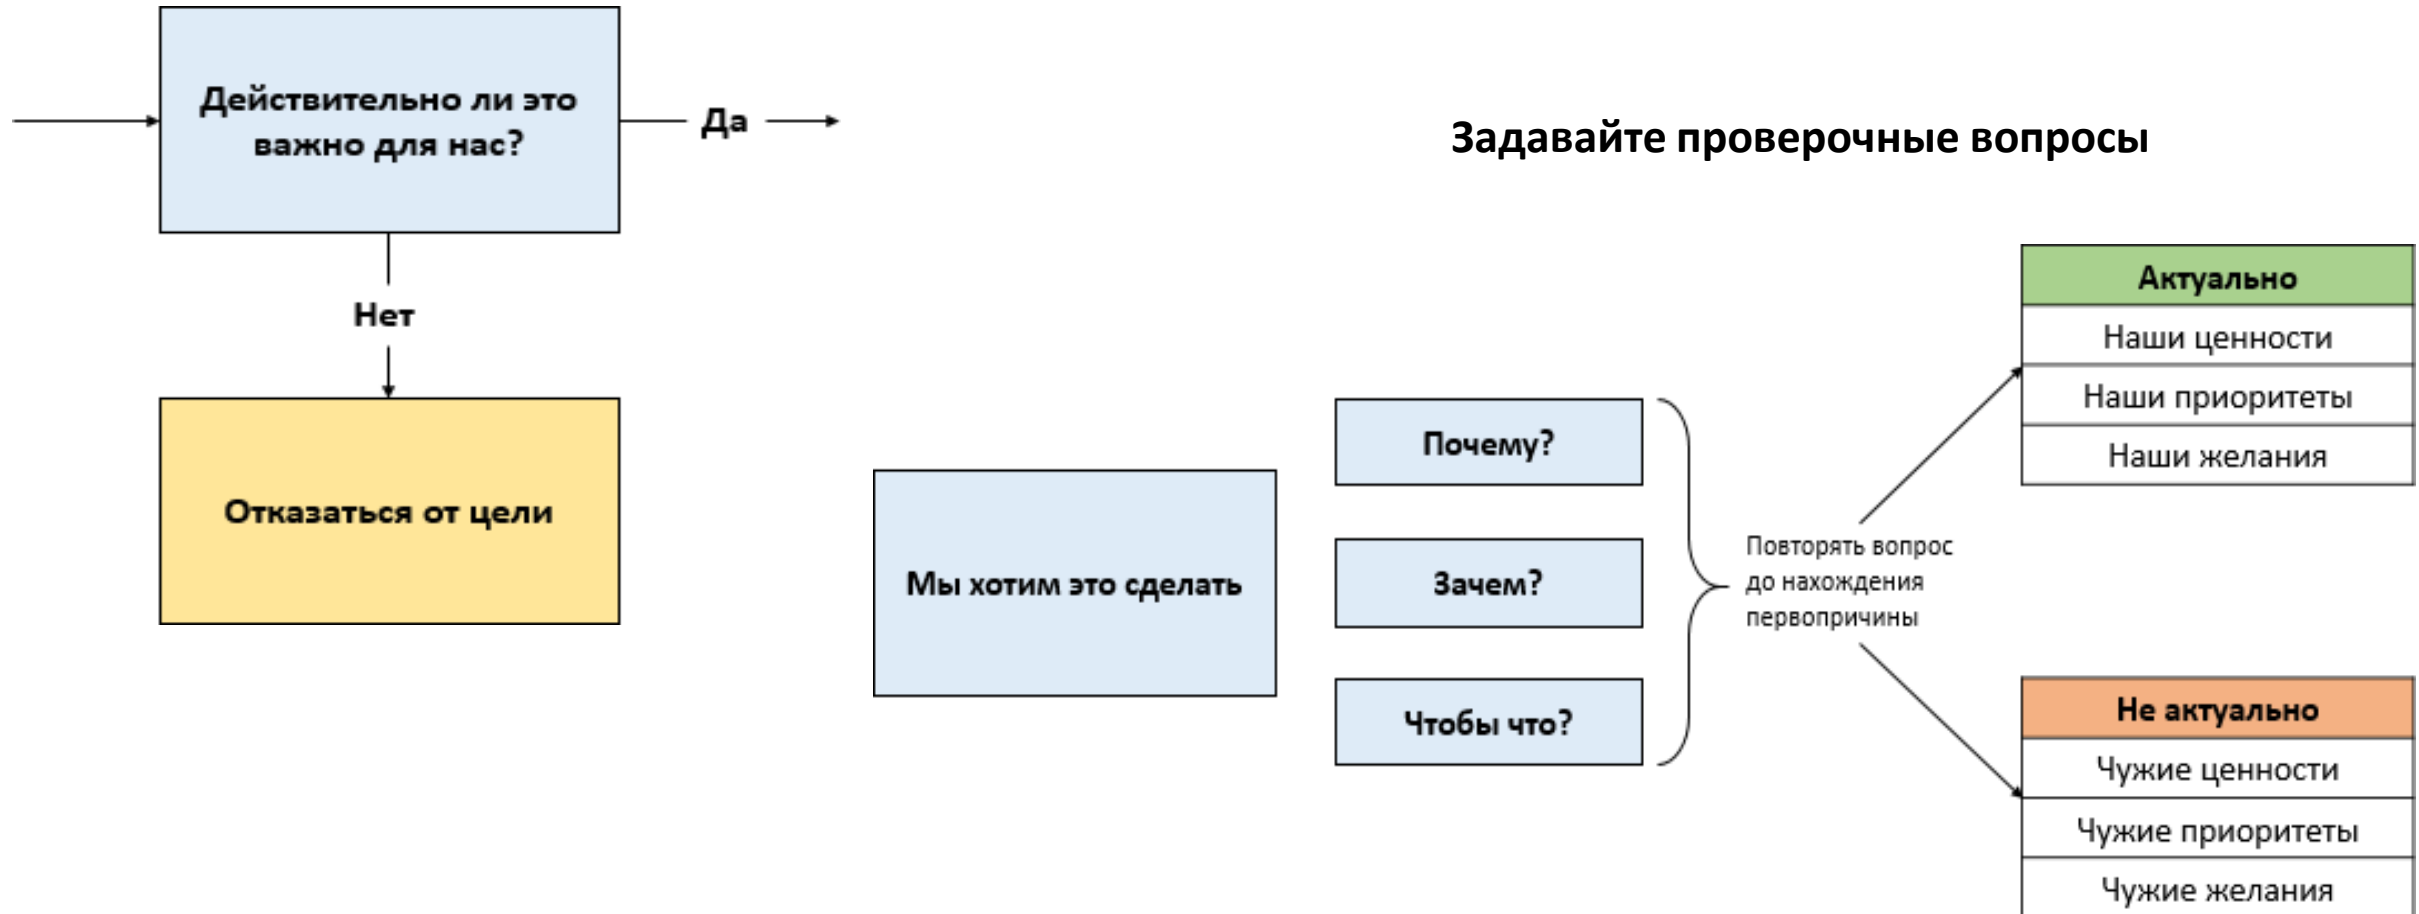 Действительно ли это
важно для нас?
Да
Нет
Отказаться от цели
Задавайте проверочные вопросы
Мы хотим это сделать
Почему?
Зачем?
Чтобы что?
Повторять вопрос
до нахождения
первопричины
Актуально
Наши ценности
Наши приоритеты
Наши желания
Не актуально
Чужие ценности
Чужие приоритеты
Чужие желания